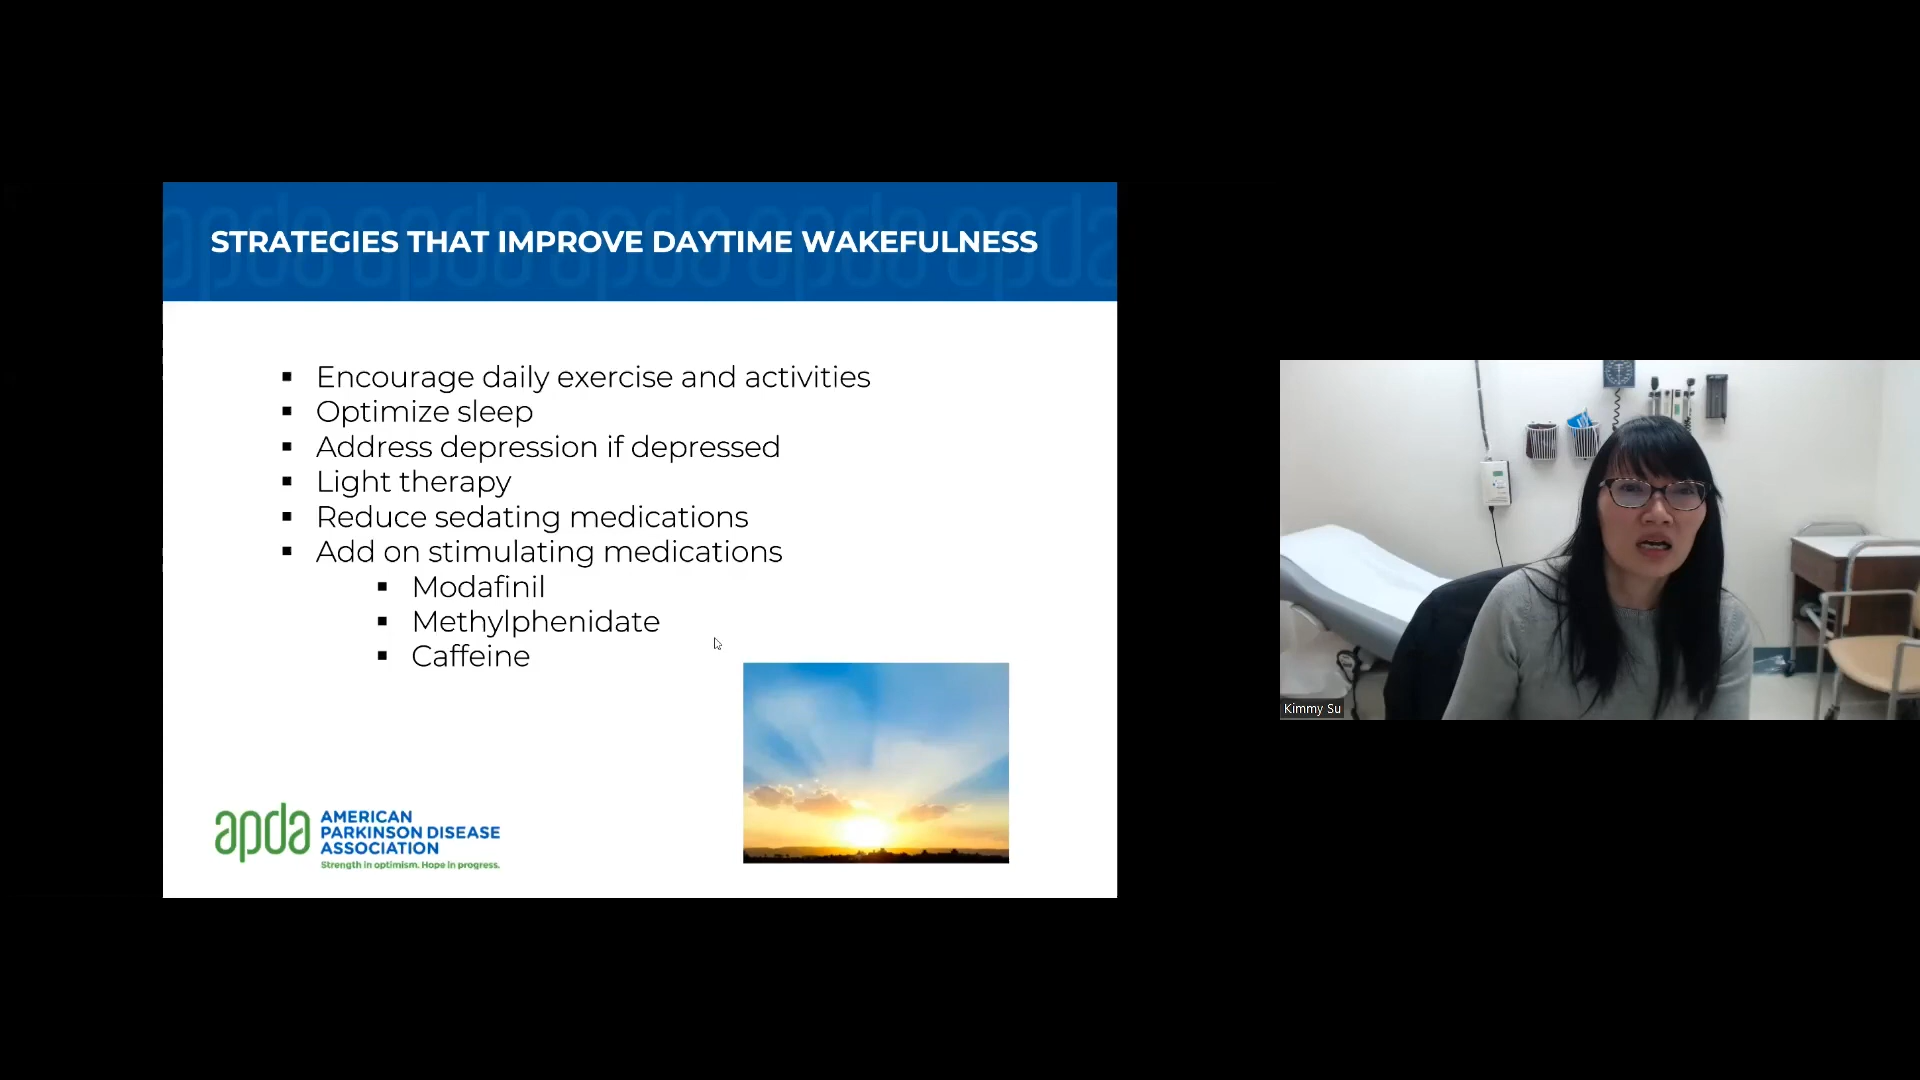 STRATEGIES THAT IMPROVE DAYTIME WAKEFULNESS
▪ Encourage daily exercise and activities
▪ Optimize sleep
▪ Address depression if depressed
▪ Light therapy
▪ Reduce sedating medications
▪ Add on stimulating medications
▪ Modafinil
▪ Methylphenidate
▪ Caffeine
apda AMERICAN
PARKINSON DISEASE
ASSOCIATION
Strength in optimism. Hope in progress.
Kimmy Su